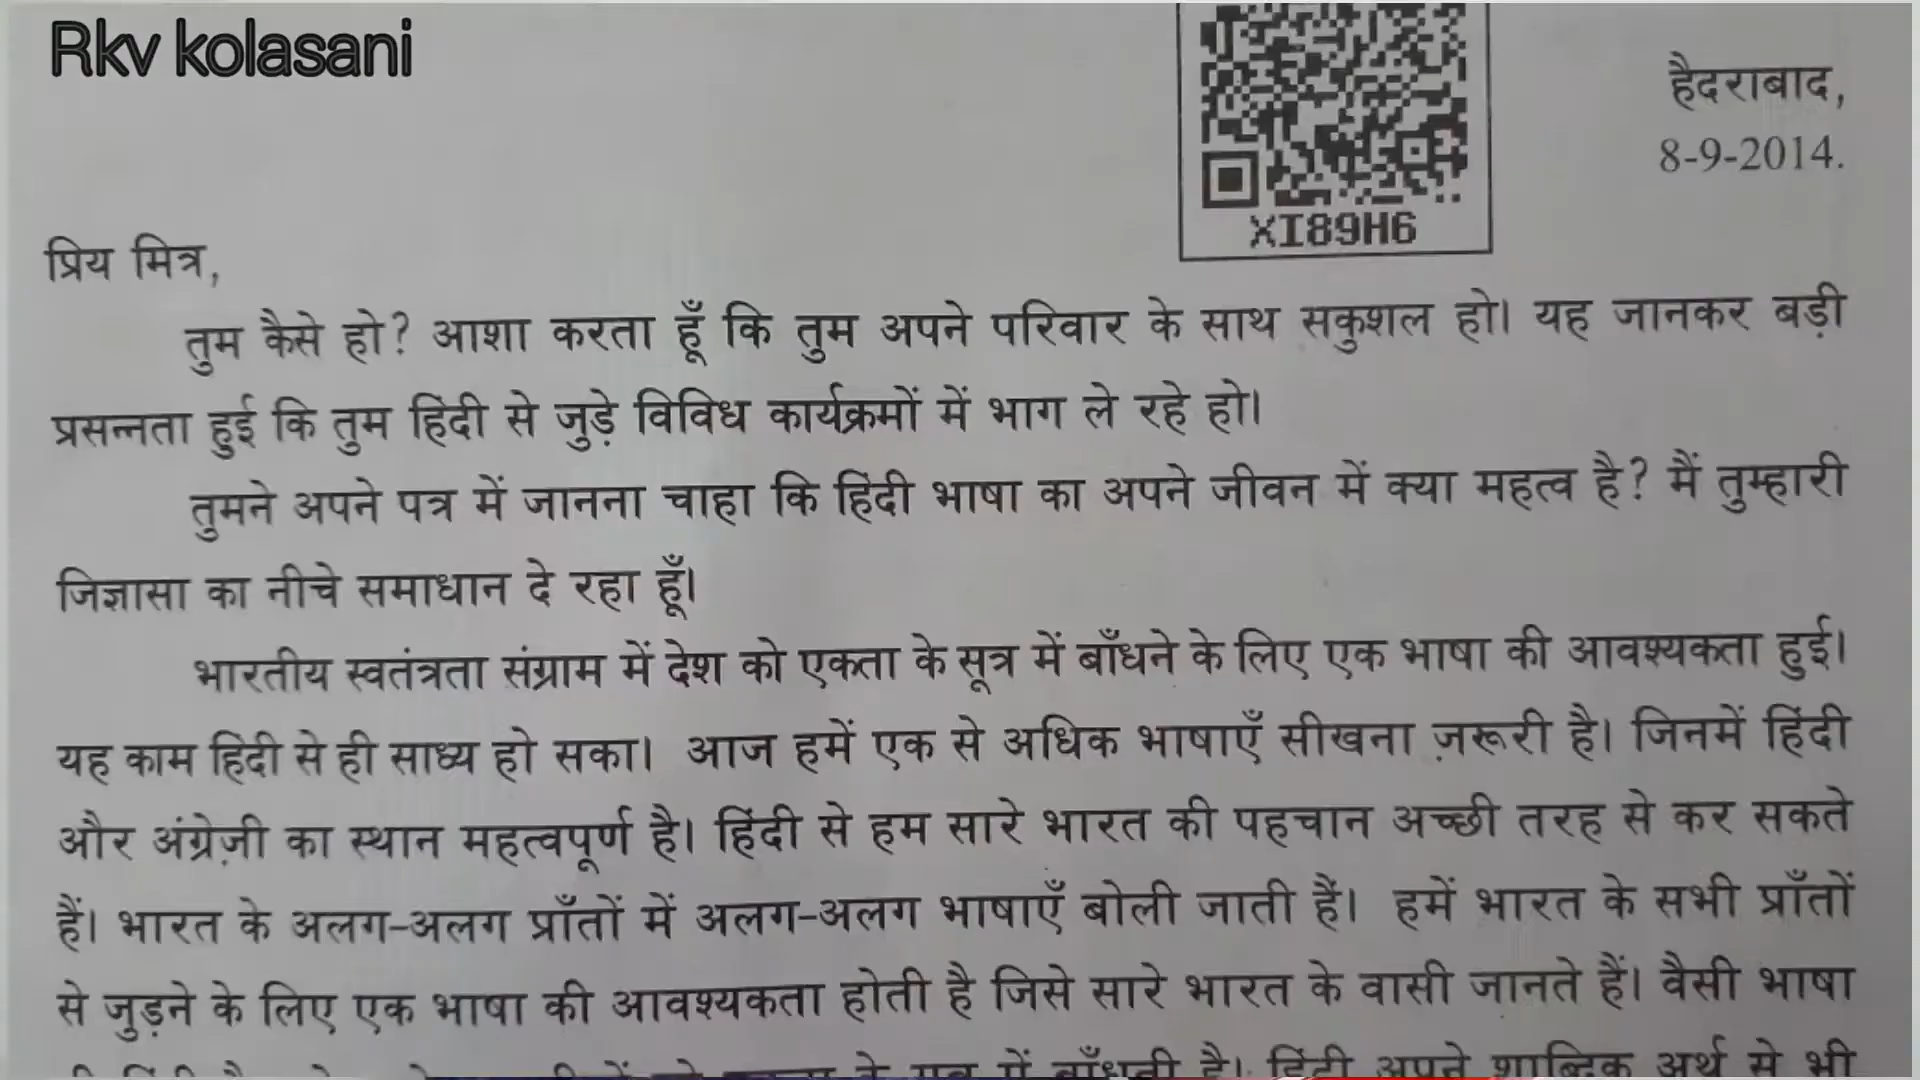 Rkv kolasani
हैदराबाद,
8-9-2014.
XI89H6
प्रिय मित्र,
तुम कैसे हो? आशा करता हूँ कि तुम अपने परिवार के साथ सकुशल हो। यह जानकर बड़ी
प्रसन्नता हुई कि तुम हिंदी से जुड़े विविध कार्यक्रमों में भाग ले रहे हो।
तुमने अपने पत्र में जानना चाहा कि हिंदी भाषा का अपने जीवन में क्या महत्व है? मैं तुम्हारी
जिज्ञासा का नीचे समाधान दे रहा हूँ।
भारतीय स्वतंत्रता संग्राम में देश को एकता के सूत्र में बाँधने के लिए एक भाषा की आवश्यकता हुई।
यह काम हिंदी से ही साध्य हो सका। आज हमें एक से अधिक भाषाएँ सीखना ज़रूरी है। जिनमें हिंदी
और अंग्रेज़ी का स्थान महत्वपूर्ण है। हिंदी से हम सारे भारत की पहचान अच्छी तरह से कर सकते
हैं। भारत के अलग-अलग प्राँतों में अलग-अलग भाषाएँ बोली जाती हैं। हमें भारत के सभी प्राँतों
से जुड़ने के लिए एक भाषा की आवश्यकता होती है जिसे सारे भारत के वासी जानते हैं। वैसी भाषा
में बाँधती है। हिंदी अपने शाब्दिक अर्थ से भी